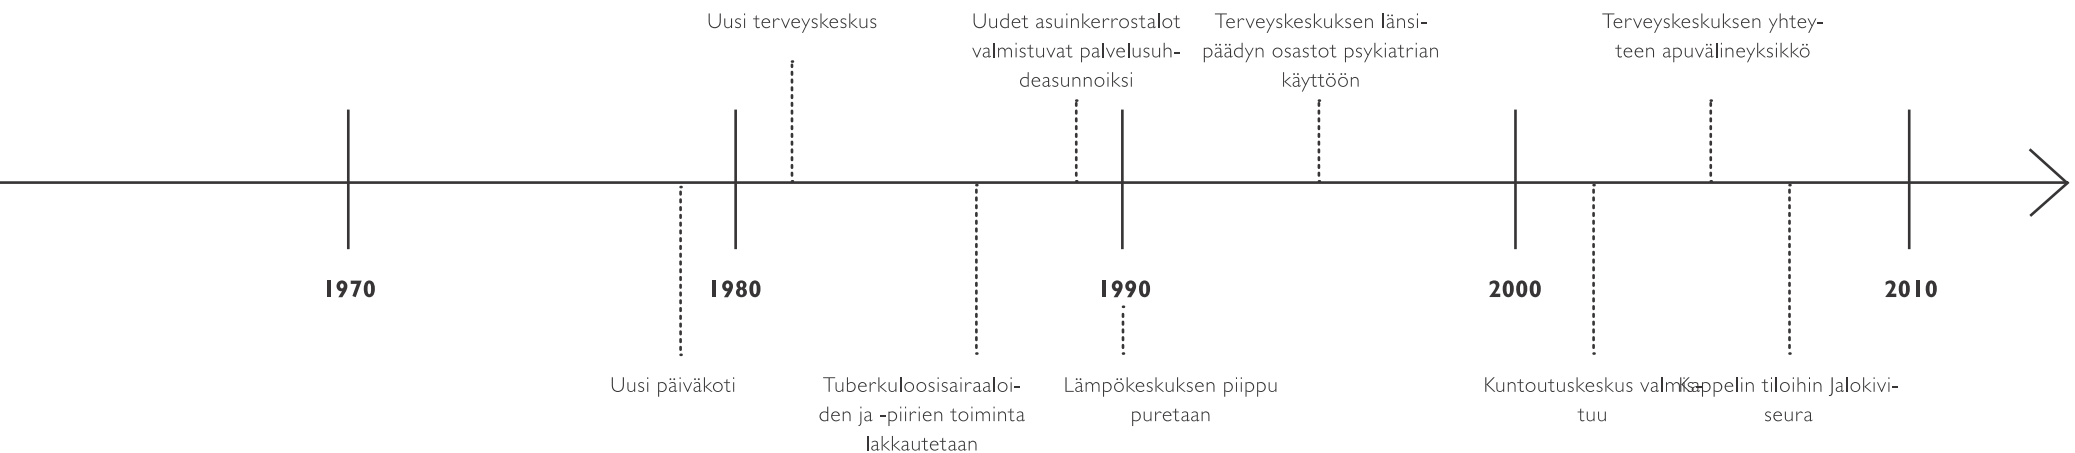 Uusi terveyskeskus
Uudet asuinkerrostalot
valmistuvat palvelusuh-
deasunnoiksi
Terveyskeskuksen länsi-
päädyn osastot psykiatrian
käyttöön
Terveyskeskuksen yhtey-
teen apuvälineyksikkö
1970
1980
1990
2000
2010
Uusi päiväkoti
Tuberkuloosisairaaloi-
den ja -piirien toiminta
lakkautetaan
Lämpökeskuksen piippu
puretaan
Kuntoutuskeskus valmis-
tuu
Kappelin tiloihin Jalokivi-
seura